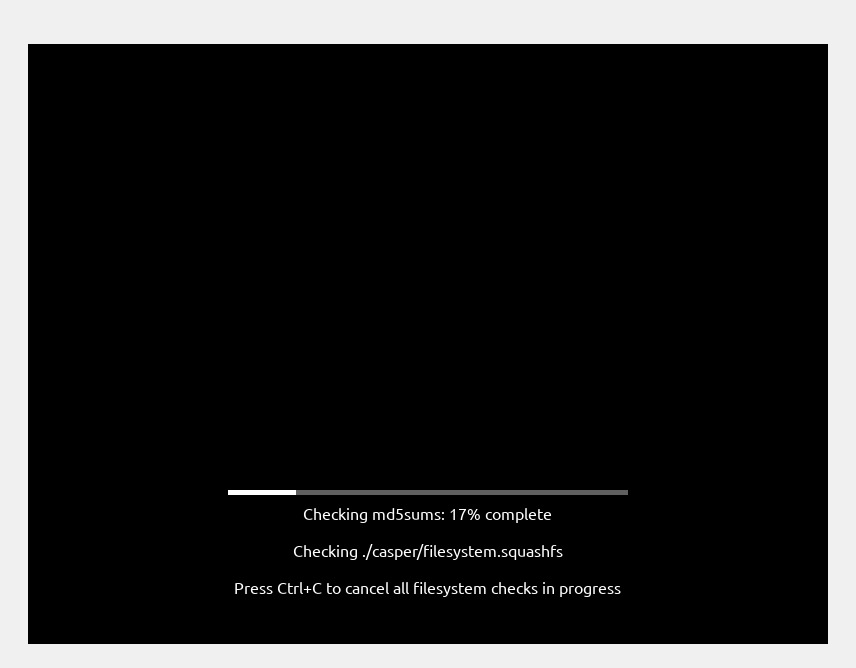 Checking md5sums: 17% complete
Checking ./casper/filesystem.squashfs
Press Ctrl+C to cancel all filesystem checks in progress